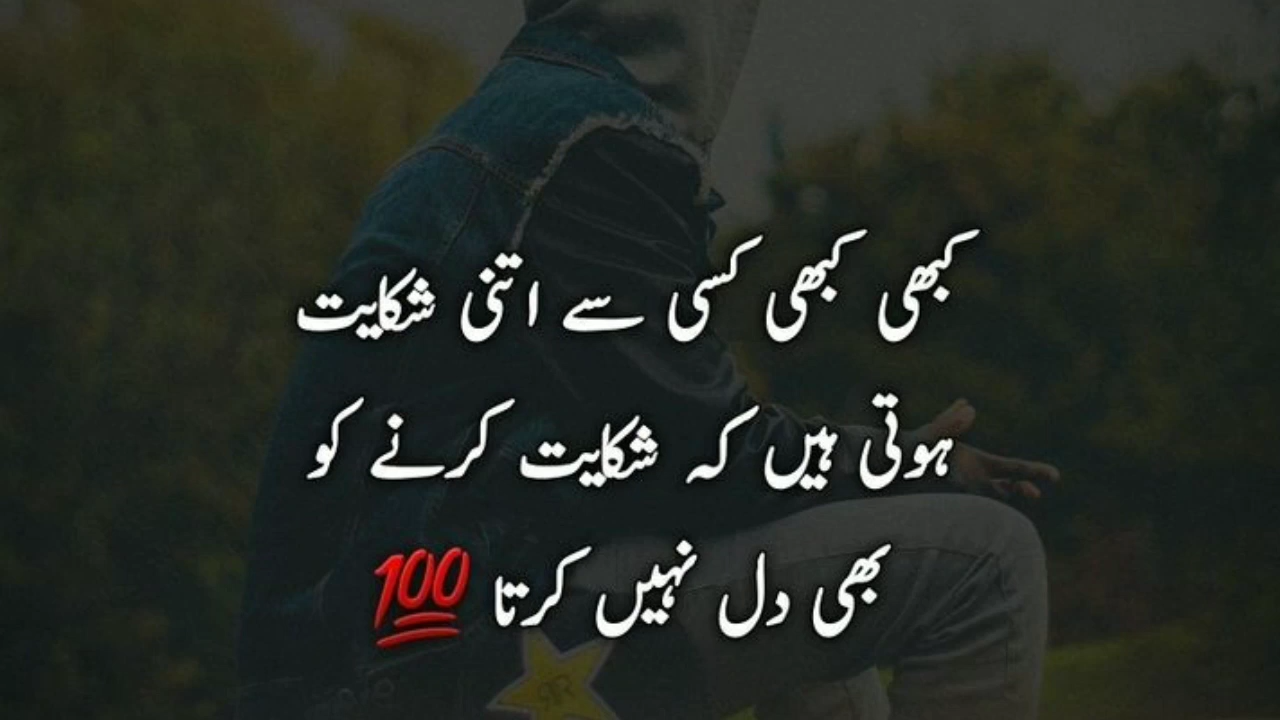 کبھی کبھی کسی سے اتنی شکایت
ہوتی ہیں کہ شکایت کرنے کو
بھی دل نہیں کرتا 💯